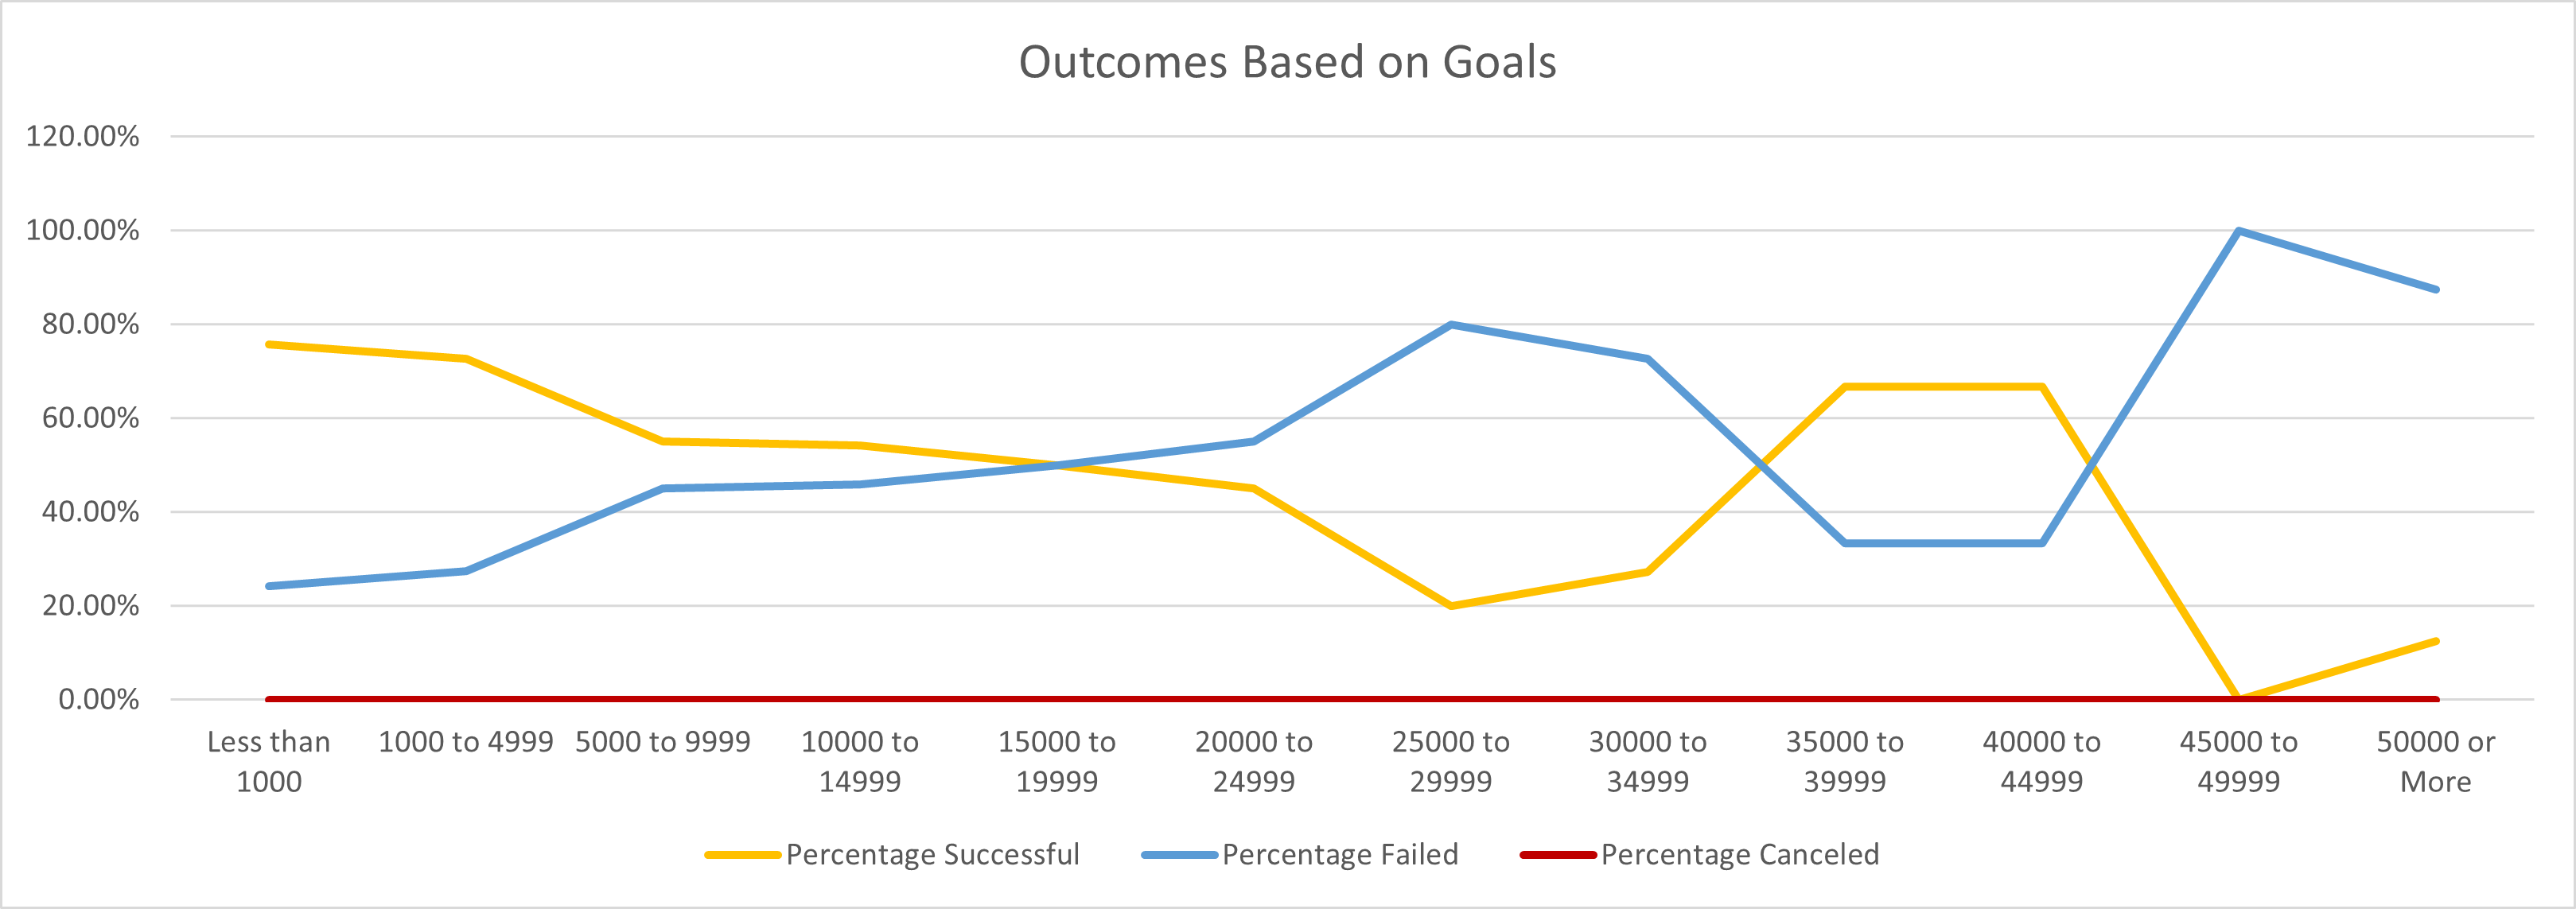 Outcomes Based on Goals
120.00%
100.00%
80.00%
60.00%
40.00%
20.00%
0.00%
Less than
1000
1000 to 4999
5000 to 9999
10000 to
14999
15000 to
19999
20000 to
24999
25000 to
29999
30000 to
34999
35000 to
39999
40000 to
44999
45000 to
49999
50000 or
More
Percentage Successful
Percentage Failed
Percentage Canceled